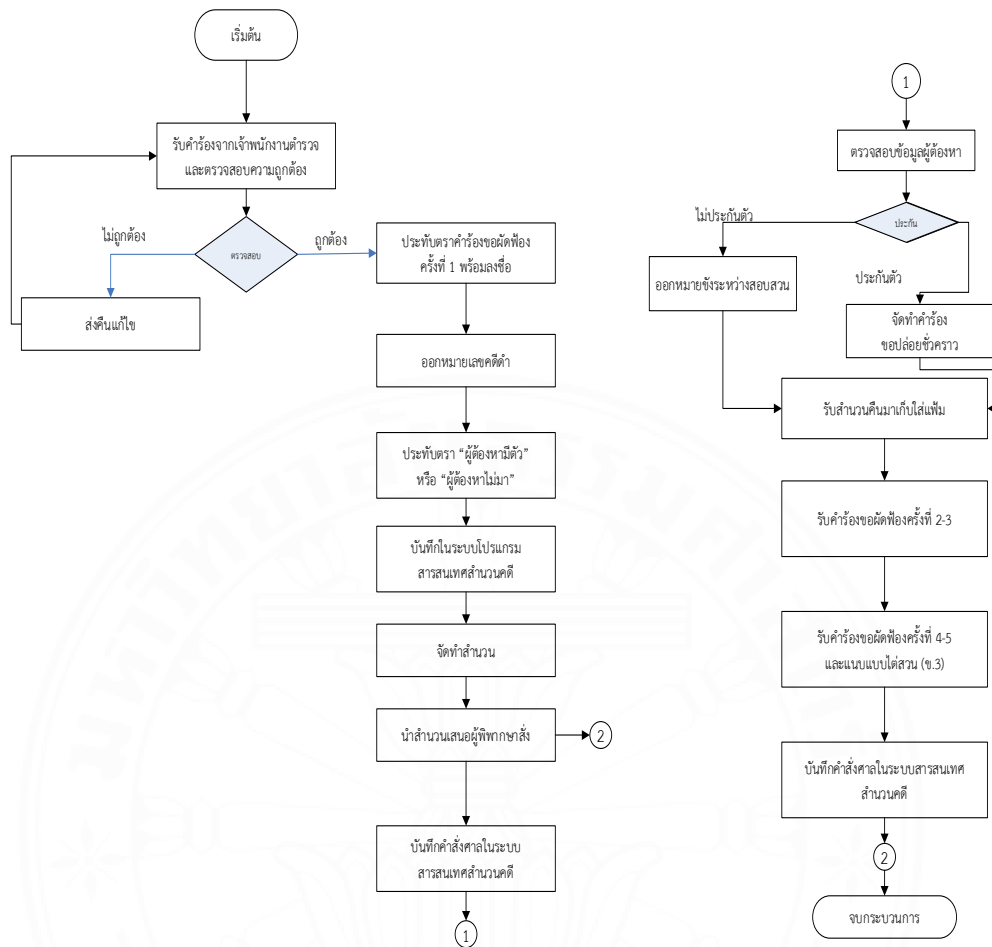 เริ่มต้น
รับคำร้องจากเจ้าพนักงานตำรวจ
และตรวจสอบความถูกต้อง
ไม่ถูกต้อง
ตรวจสอบ
ถูกต้อง
ส่งคืนแก้ไข
ประทับตราคำร้องขอผัดฟ้อง
ครั้งที่ 1 พร้อมลงชื่อ
ออกหมายเลขคดีดำ
ประทับตรา “ผู้ต้องหามีตัว”
หรือ “ผู้ต้องหาไม่มา”
บันทึกในระบบโปรแกรม
สารสนเทศสำนวนคดี
จัดทำสำนวน
นำสำนวนเสนอผู้พิพากษาสั่ง
2
บันทึกคำสั่งศาลในระบบ
สารสนเทศสำนวนคดี
1
1
ตรวจสอบข้อมูลผู้ต้องหา
ไม่ประกันตัว
ประกัน
ประกันตัว
ออกหมายขังระหว่างสอบสวน
จัดทำคำร้อง
ขอปล่อยชั่วคราว
รับสำนวนคืนมาเก็บใส่แฟ้ม
รับคำร้องขอผัดฟ้องครั้งที่ 2-3
รับคำร้องขอผัดฟ้องครั้งที่ 4-5
และแนบแบบไต่สวน (ข.3)
บันทึกคำสั่งศาลในระบบสารสนเทศ
สำนวนคดี
2
จบกระบวนการ